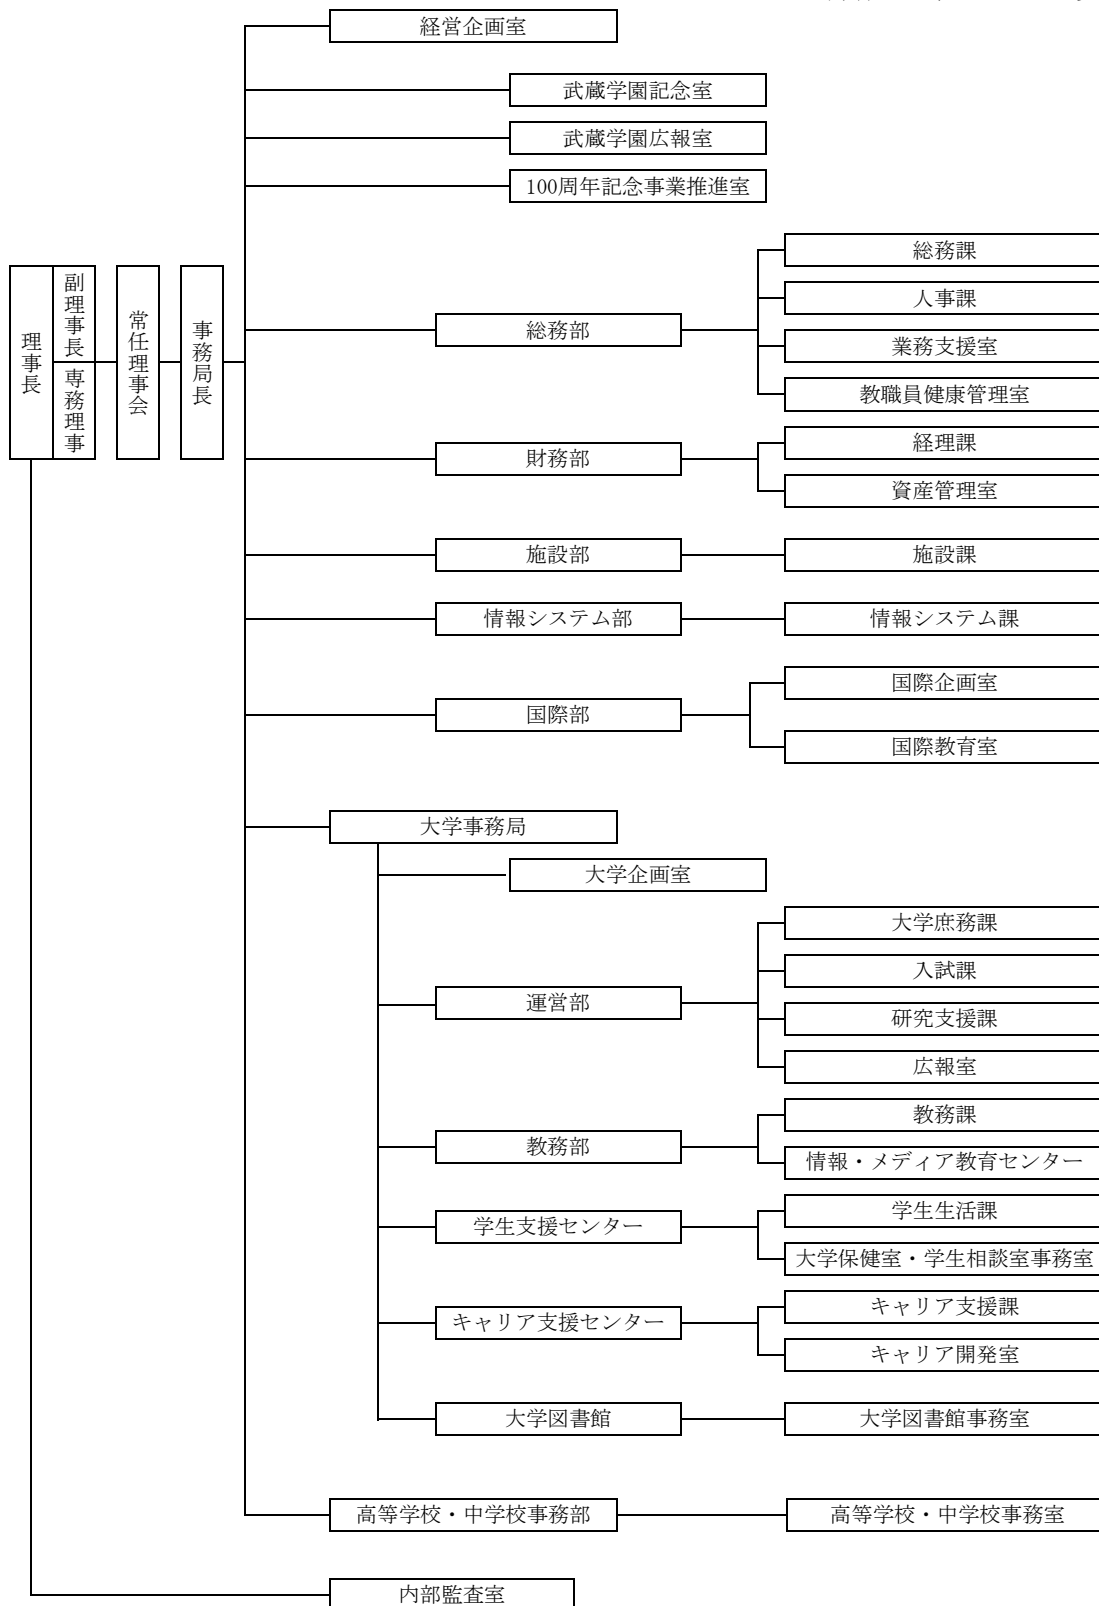 経営企画室
武蔵学園記念室
武蔵学園広報室
100周年記念事業推進室
理事長
副理事長
専務理事
常任理事会
事務局長
総務部
総務課
人事課
業務支援室
教職員健康管理室
財務部
経理課
資産管理室
施設部
施設課
情報システム部
情報システム課
国際部
国際企画室
国際教育室
大学事務局
大学企画室
運営部
大学庶務課
入試課
研究支援課
広報室
教務部
教務課
情報・メディア教育センター
学生支援センター
学生生活課
大学保健室・学生相談室事務室
キャリア支援センター
キャリア支援課
キャリア開発室
大学図書館
大学図書館事務室
高等学校・中学校事務部
高等学校・中学校事務室
内部監査室